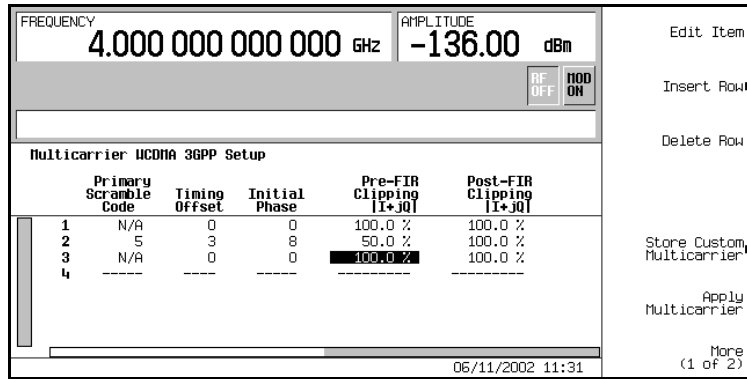 FREQUENCY
4.000 000 000 000 GHz
AMPLITUDE
-136.00 dBm
RF OFF
MOD ON
Multicarrier WCDMA 3GPP Setup
Primary Scramble Code
Timing Offset
Initial Phase
Pre-FIR Clipping |I+jQ|
Post-FIR Clipping |I+jQ|
1 N/A 0 0 100.0 % 100.0 %
2 5 3 8 50.0 % 100.0 %
3 N/A 0 0 100.0 % 100.0 %
4 ----- ---- ----- --------- ---------
06/11/2002 11:31
Edit Item
Insert Row
Delete Row
Store Custom
Multicarrier
Apply
Multicarrier
More
(1 of 2)